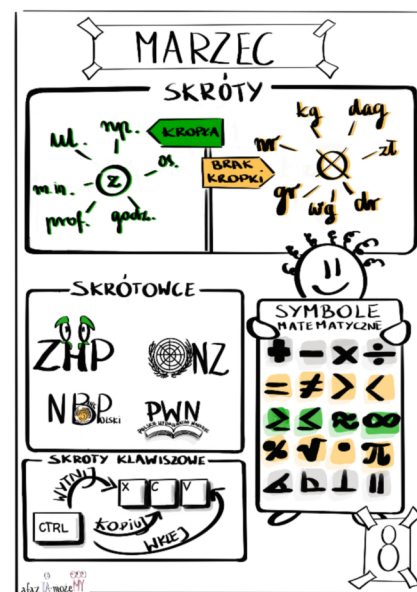 MARZEC
SKRÓTY
ul.
np.
os.
m.in.
prof.
godz.
z
KROPKA
BRAK
KROPKI
kg
dag
nr
zł
gr
wg
dr
SKRÓTOWCE
ZHP
ONZ
NBP
POLSKI
PWN
SYMBOLE
MATEMATYCZNE
+ − × ÷
= ≠ > <
≥ ≤ ≈ ∞
% √ ° π
∡ b ⊥ ||
SKRÓTY KLAWISZOWE
WYTNIJ
X C V
CTRL
KOPIUJ
WKLEJ
8